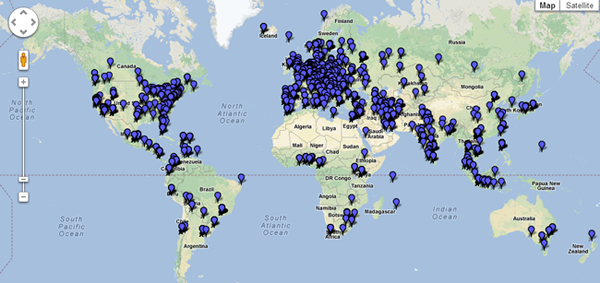 Map
Satellite
Iceland
Finland
Sweden
Russia
Canada
Mongolia
North
Pacific
Ocean
North
Atlantic
Ocean
Algeria
Libya
Egypt
Saudi
Arabia
Mali
Niger
Chad
Sudan
Ethiopia
Venezuela
DR Congo
Tanzania
Papua New
Guinea
Brazil
Angola
Namibia
Madagascar
South
Pacific
Ocean
South
Atlantic
Ocean
Indian
Ocean
Australia
Argentina
New
Zealand